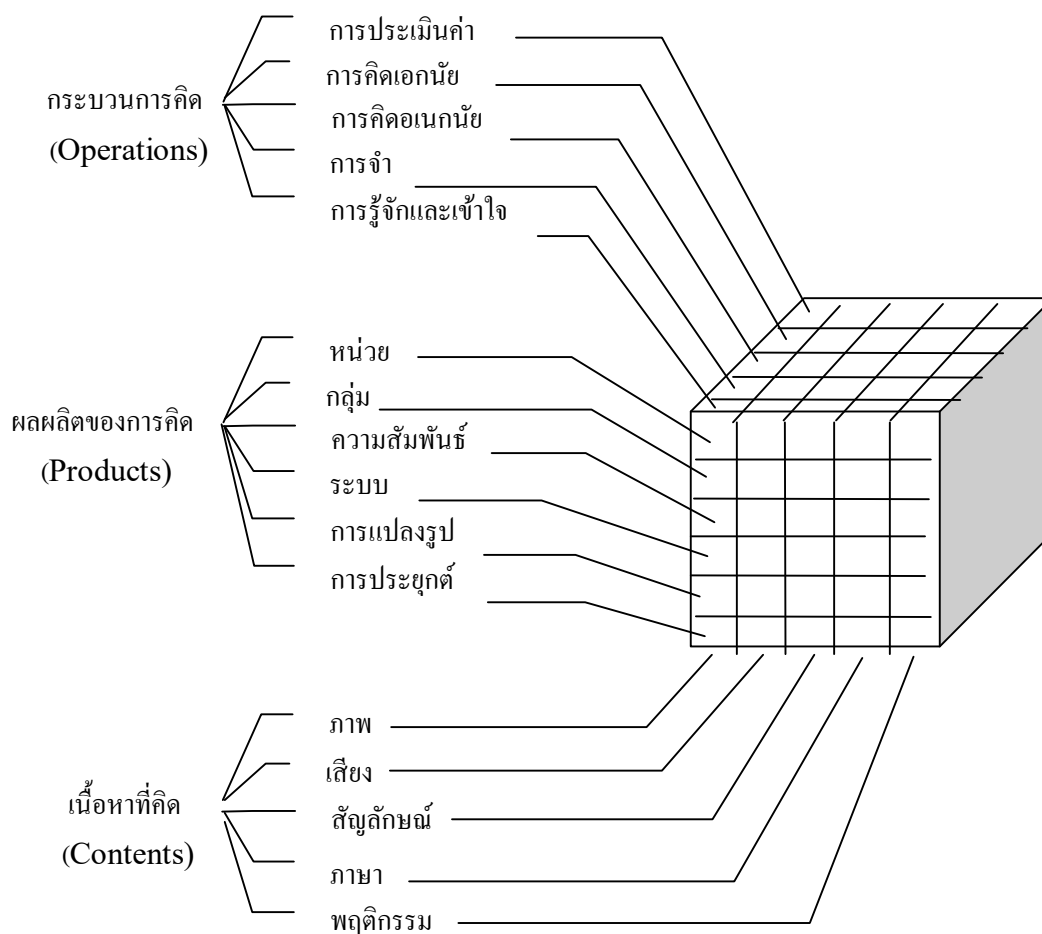 กระบวนการคิด
(Operations)
การประเมินค่า
การคิดเอกนัย
การคิดอเนกนัย
การจำ
การรู้จักและเข้าใจ
ผลผลิตของการคิด
(Products)
หน่วย
กลุ่ม
ความสัมพันธ์
ระบบ
การแปลงรูป
การประยุกต์
เนื้อหาที่คิด
(Contents)
ภาพ
เสียง
สัญลักษณ์
ภาษา
พฤติกรรม